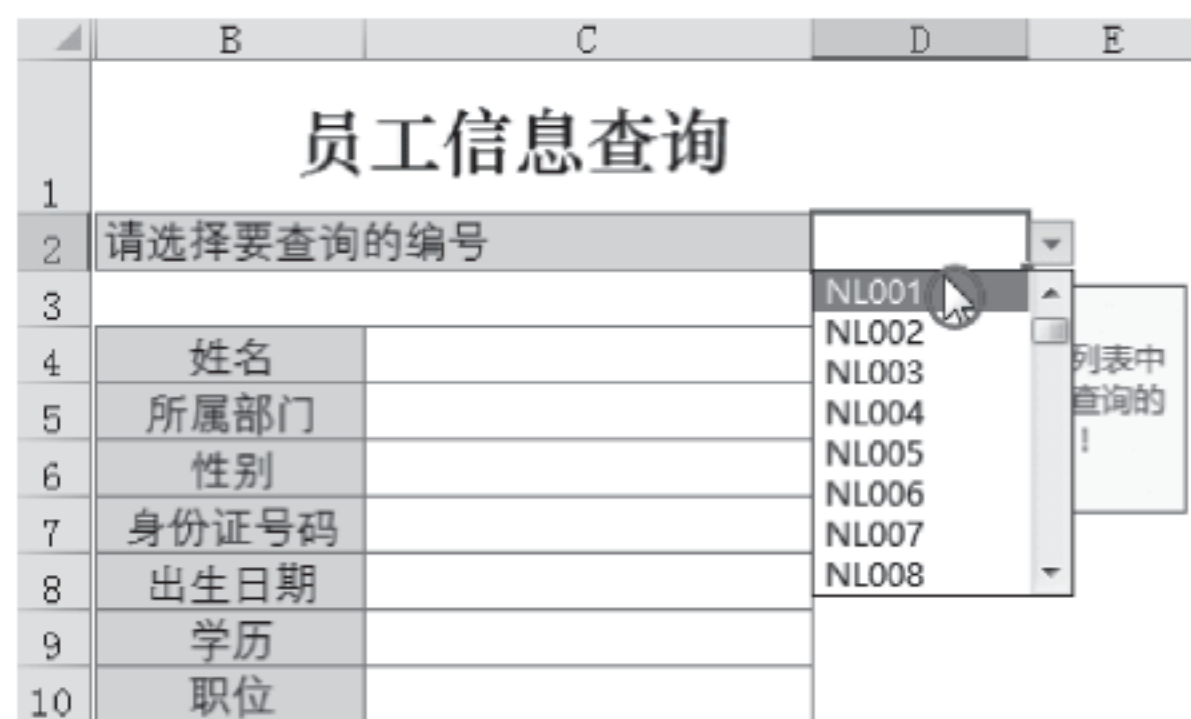 B C D E
1 员工信息查询
2 请选择要查询的编号
3 NL001
NL002
4 姓名 NL003 列表中
5 所属部门 NL004 查询的
NL005 !
6 性别 NL006
7 身份证号码 NL007
8 出生日期 NL008
9 学历
10 职位